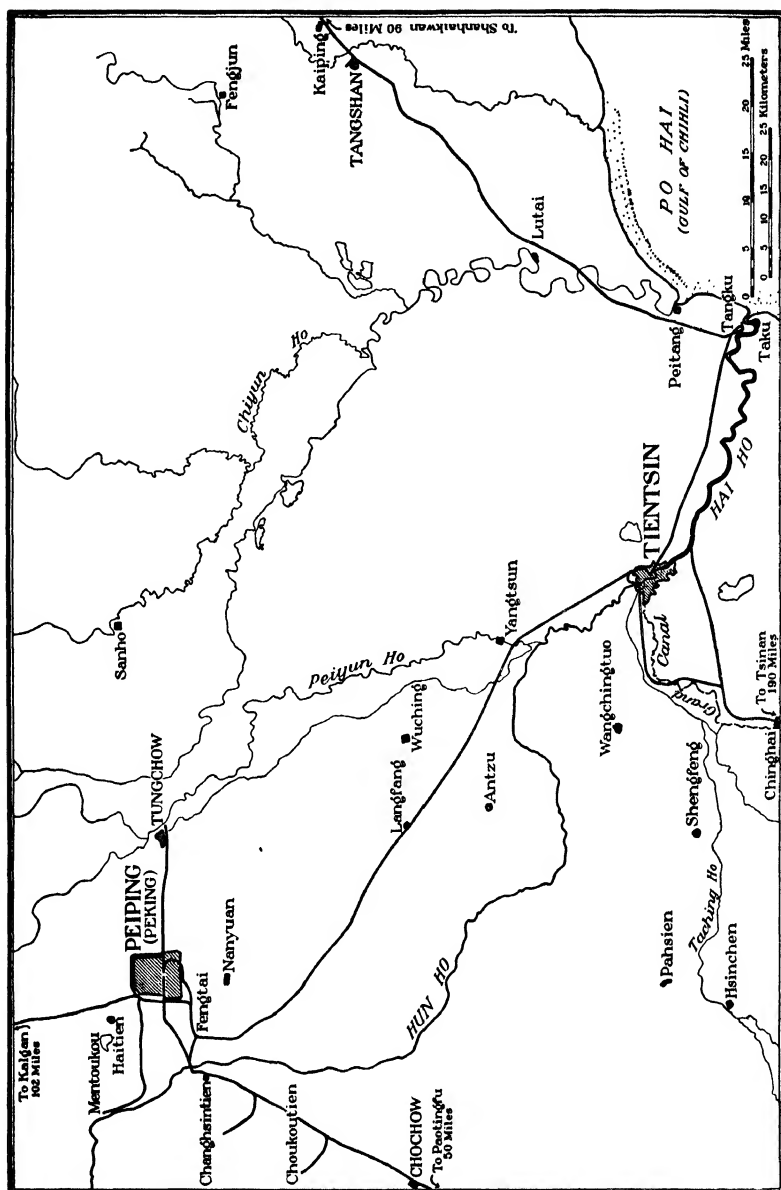 To Kalgan
102 Miles
Mentoukou
Haitien
PEIPING
(PEKING)
TUNGCHOW
Sanho
Fengjun
Kaiping
To Shanhaikwan 90 Miles
TANGSHAN
Changhsintien
Fengtai
Nanyuan
Choukoutien
CHOCHOW
To Paotingfu
50 Miles
HUN HO
Langfang
Wuching
Peiyun Ho
Chiyun Ho
Antzu
Yangtsun
Lutai
Pahsien
Hsinchen
Taching Ho
Shengfeng
Wangchingtuo
Grand Canal
TIENTSIN
HAI HO
Peitang
Tangku
Taku
PO HAI
(GULF OF CHIHLI)
Chinghai
To Tsinan
190 Miles
0 5 10 15 20 25 Miles
0 5 10 15 20 25 Kilometers